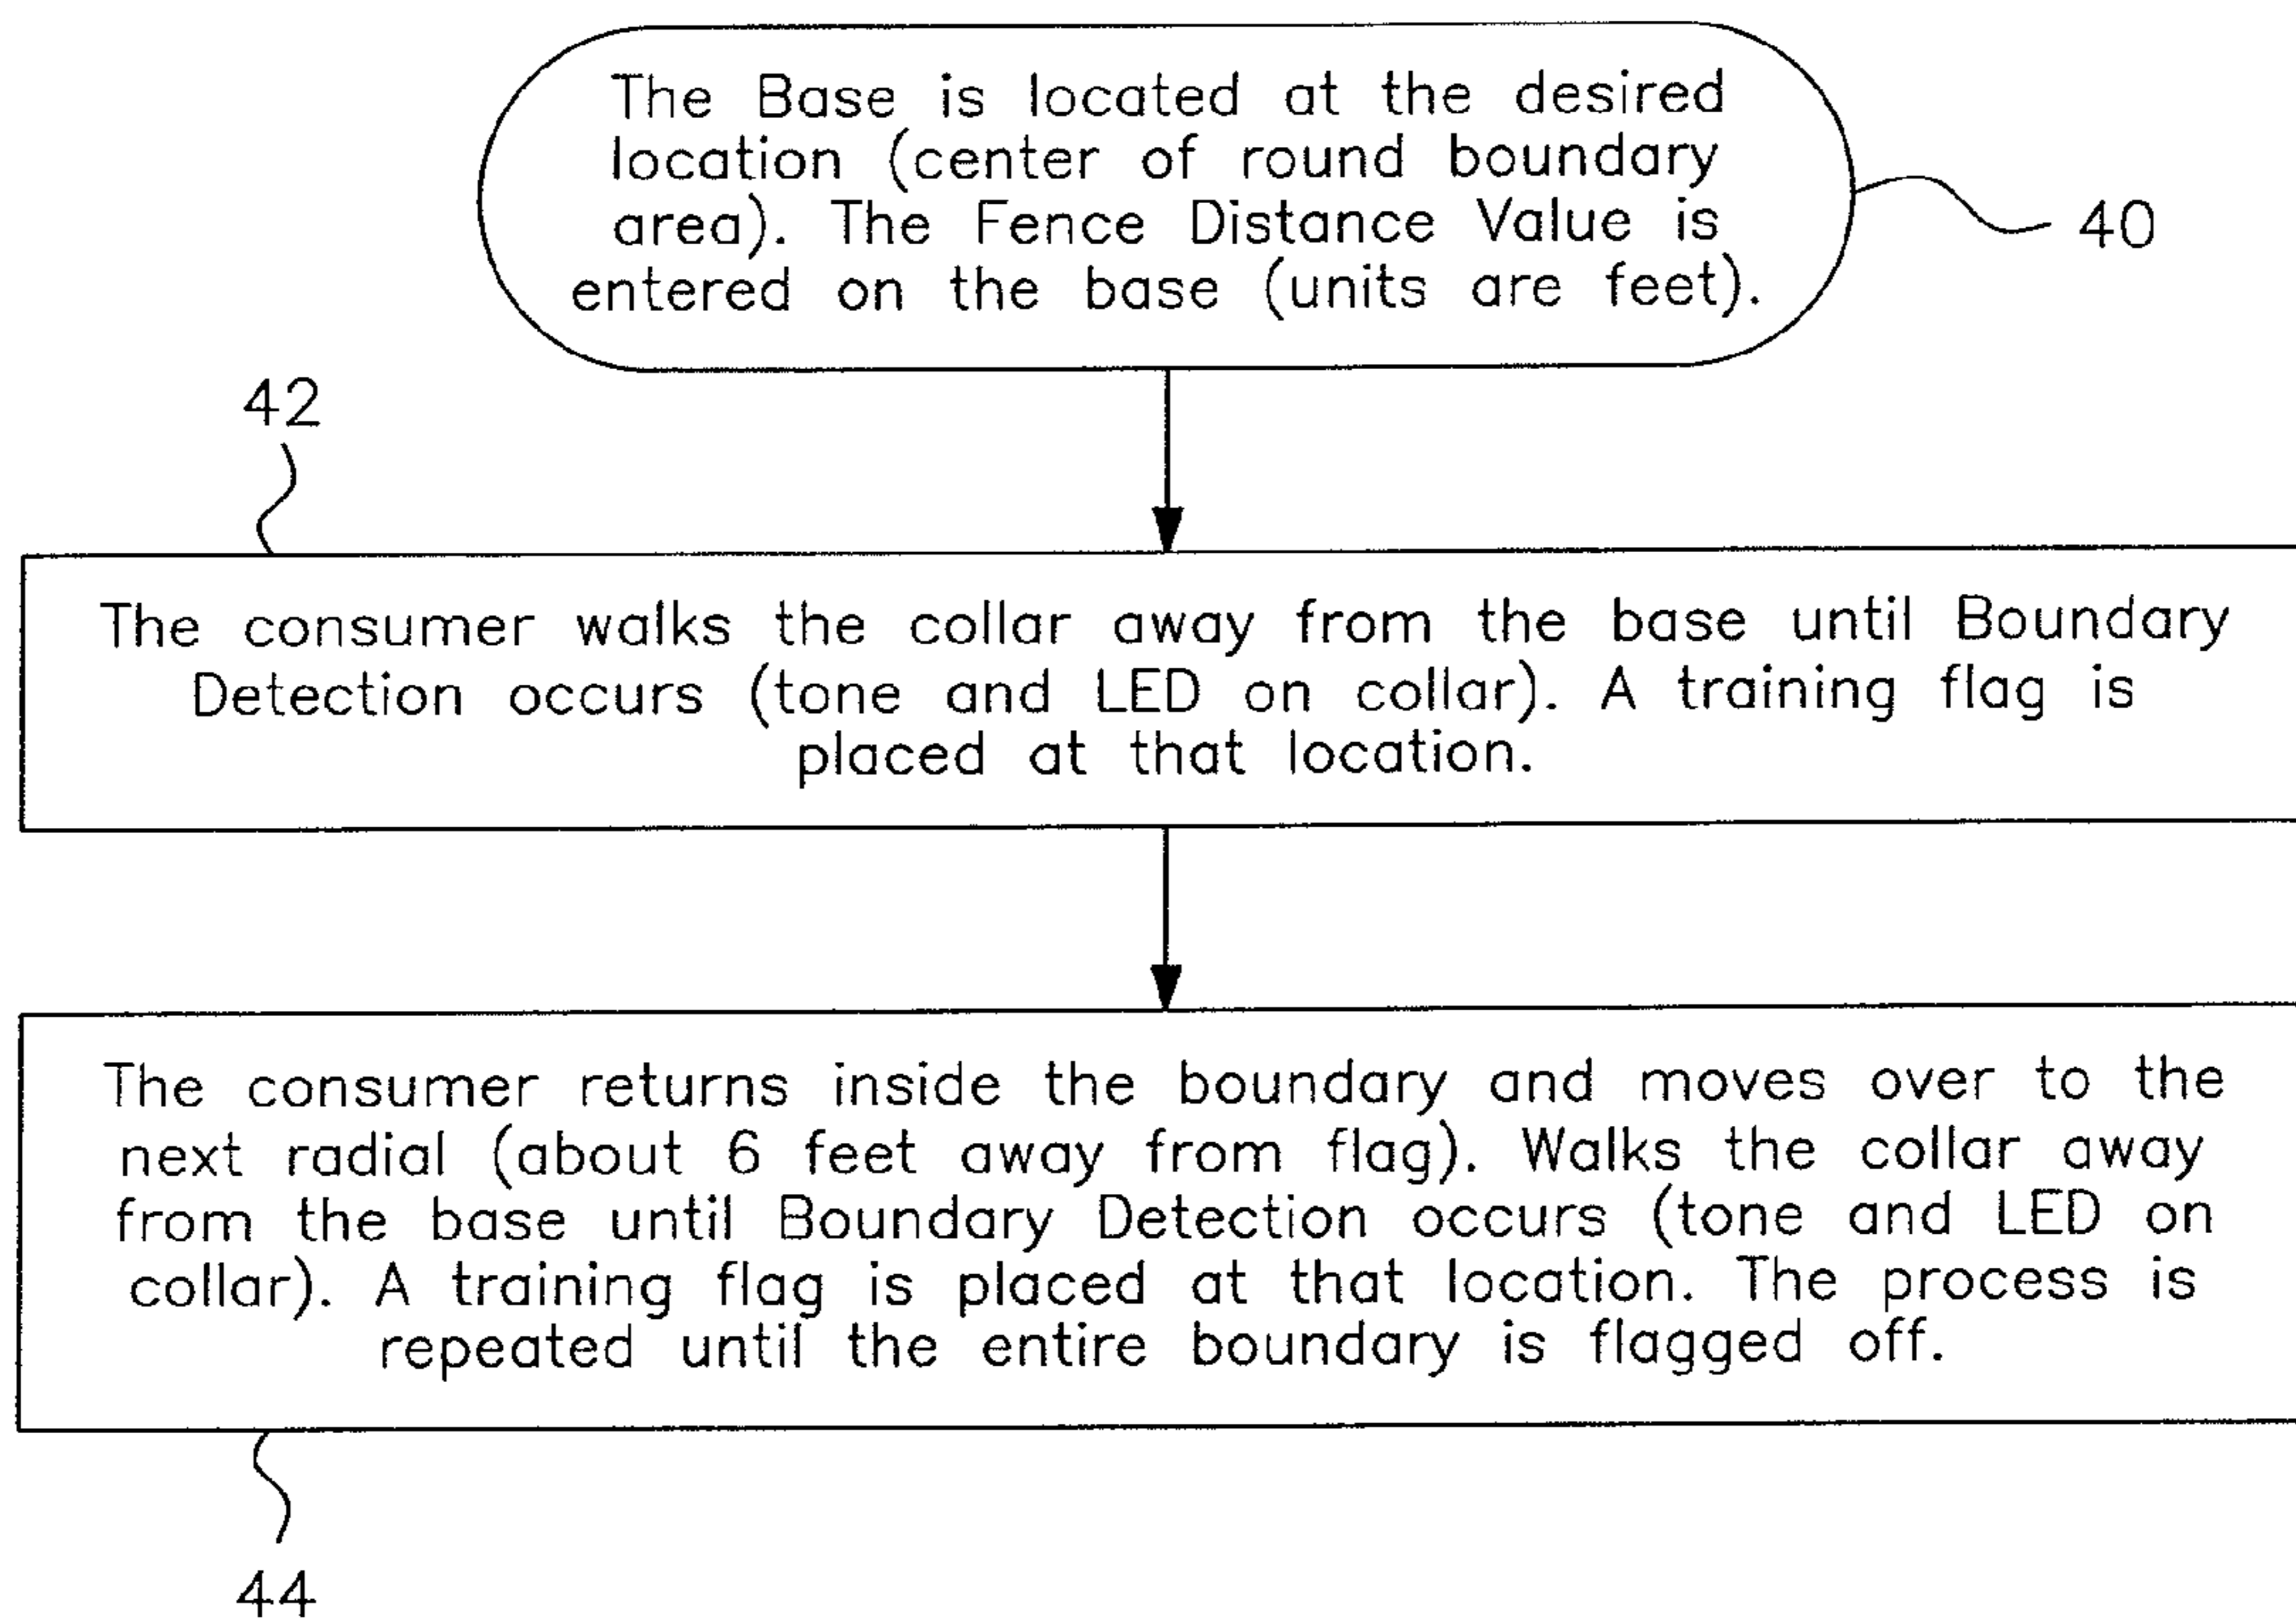 The Base is located at the desired
location (center of round boundary
area). The Fence Distance Value is
entered on the base (units are feet).
40
42
The consumer walks the collar away from the base until Boundary
Detection occurs (tone and LED on collar). A training flag is
placed at that location.
The consumer returns inside the boundary and moves over to the
next radial (about 6 feet away from flag). Walks the collar away
from the base until Boundary Detection occurs (tone and LED on
collar). A training flag is placed at that location. The process is
repeated until the entire boundary is flagged off.
44